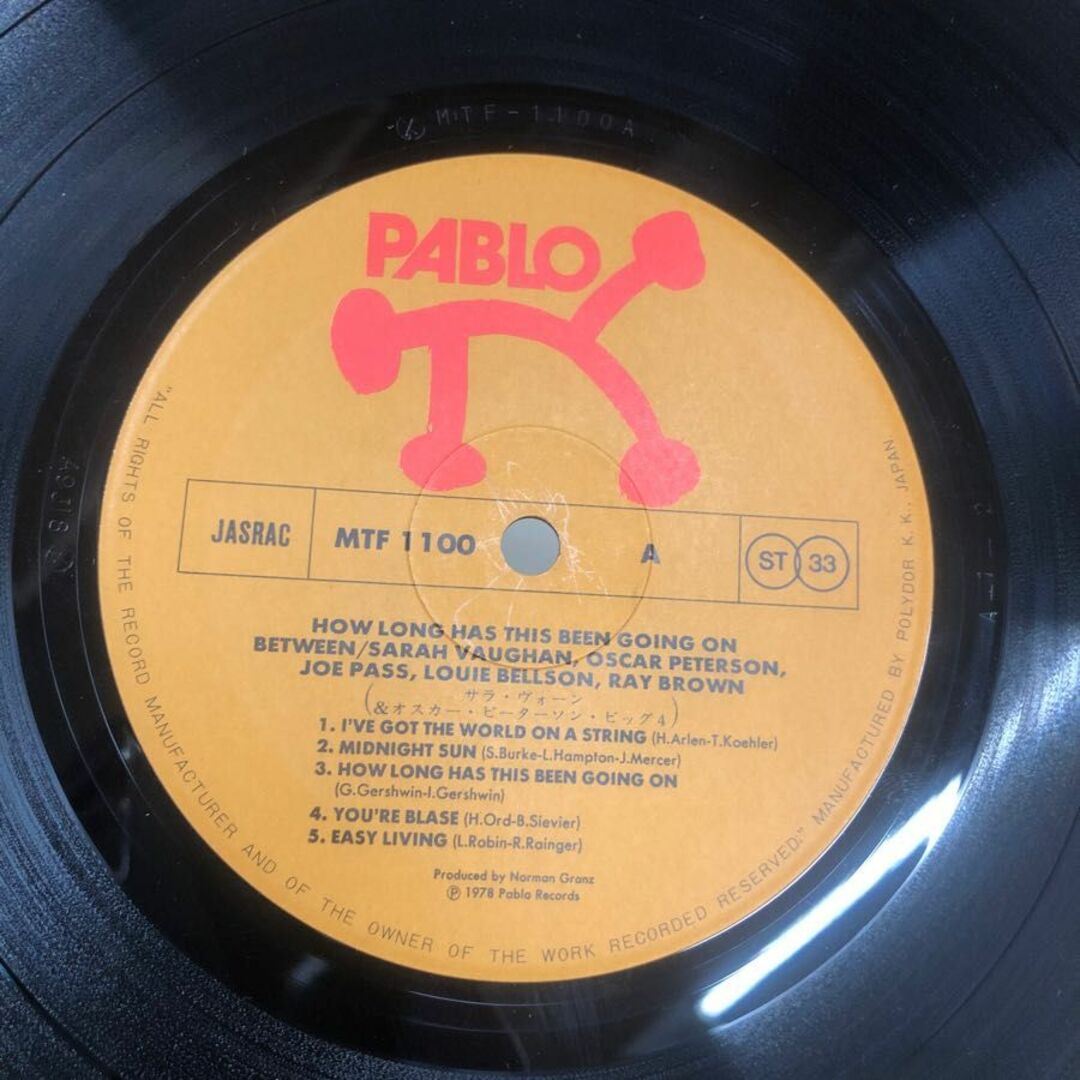 MTF-1100A
PABLO
JASRAC
MTF 1100
A
ST 33
HOW LONG HAS THIS BEEN GOING ON
BETWEEN/SARAH VAUGHAN, OSCAR PETERSON,
JOE PASS, LOUIE BELLSON, RAY BROWN
(サラ・ヴォーン
&オスカー・ピーターソン・ビッグ4)
1. I'VE GOT THE WORLD ON A STRING (H.Arlen-T.Koehler)
2. MIDNIGHT SUN (S.Burke-L.Hampton-J.Mercer)
3. HOW LONG HAS THIS BEEN GOING ON
(G.Gershwin-I.Gershwin)
4. YOU'RE BLASE (H.Ord-B.Sievier)
5. EASY LIVING (L.Robin-R.Rainger)
Produced by Norman Granz
℗ 1978 Pablo Records
"ALL RIGHTS OF THE RECORD MANUFACTURER AND OF THE OWNER OF THE WORK RECORDED RESERVED." MANUFACTURED BY POLYDOR K.K., JAPAN